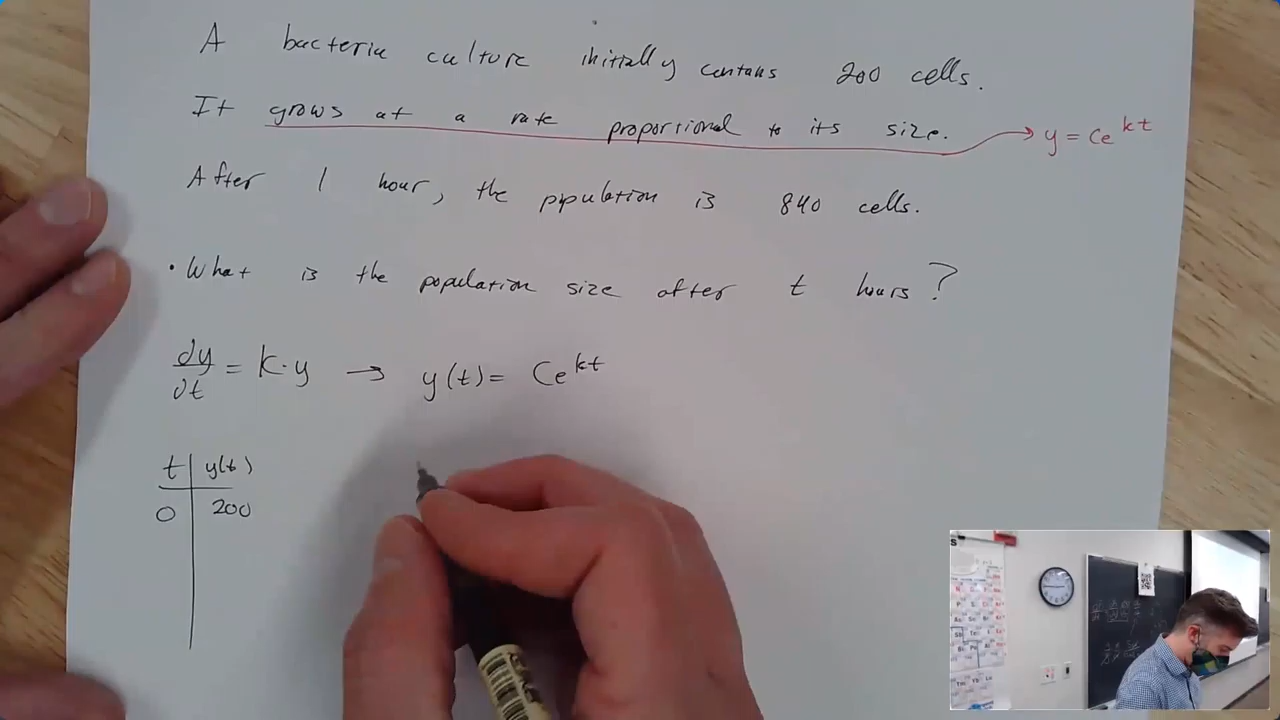 A bacteria culture initially contains 200 cells.
It grows at a rate proportional to its size. → y = Ce^kt
After 1 hour, the population is 840 cells.
• What is the population size after t hours?
dy/dt = k·y → y(t) = Ce^kt
t | y(t)
0 | 200